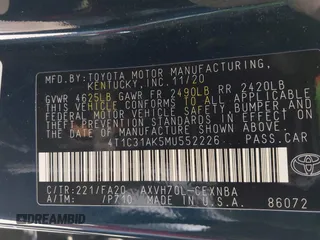 MFD.BY:TOYOTA MOTOR MANUFACTURING,
KENTUCKY,INC. 11/20
GVWR 4625LB GAWR FR 2490LB RR 2420LB
THIS VEHICLE CONFORMS TO ALL APPLICABLE
FEDERAL MOTOR VEHICLE SAFETY, BUMPER, AND
THEFT PREVENTION STANDARDS IN EFFECT ON
THE DATE OF MANUFACTURE SHOWN ABOVE.
4T1C31AK5MU552226
C/TR:221/FA20 AXVH70L-CEXNBA
A/TM: /P710 MADE IN U.S.A.
TOYOTA
86072
DREAMBID